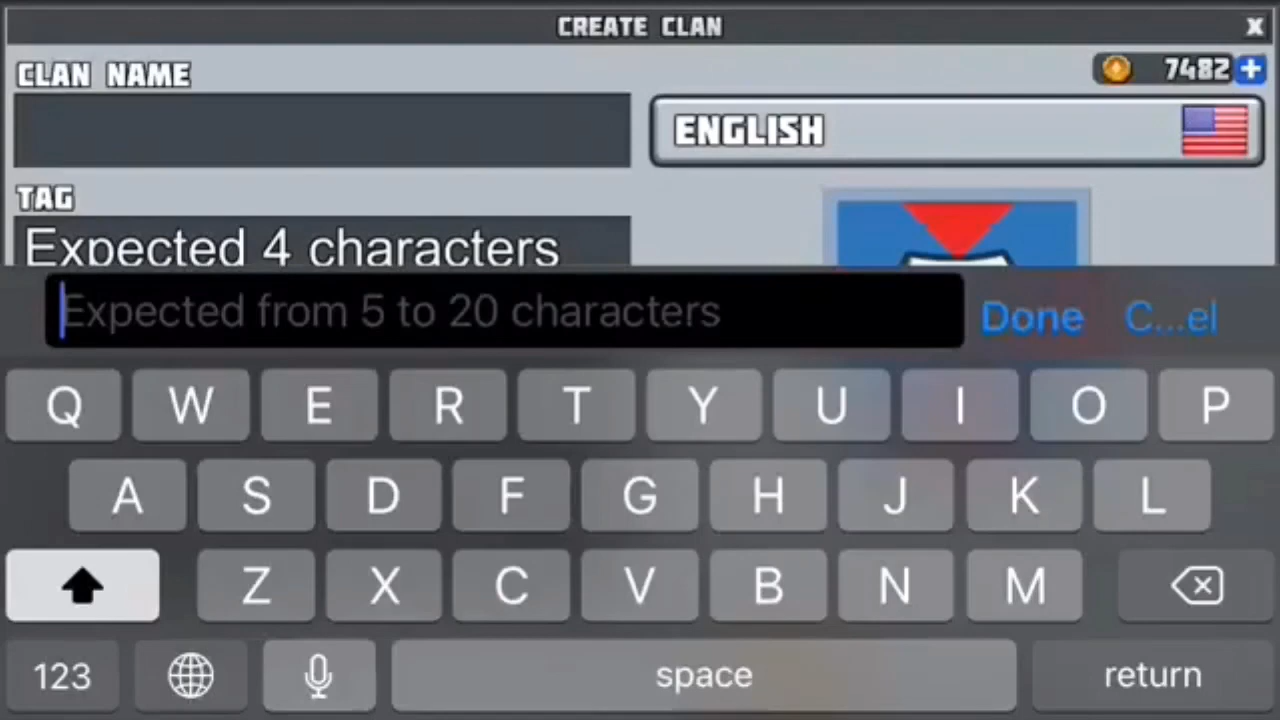 CREATE CLAN X
CLAN NAME
7482 +
ENGLISH
TAG
Expected 4 characters
Expected from 5 to 20 characters
Done C...el
Q W E R T Y U I O P
A S D F G H J K L
Z X C V B N M
123 space return